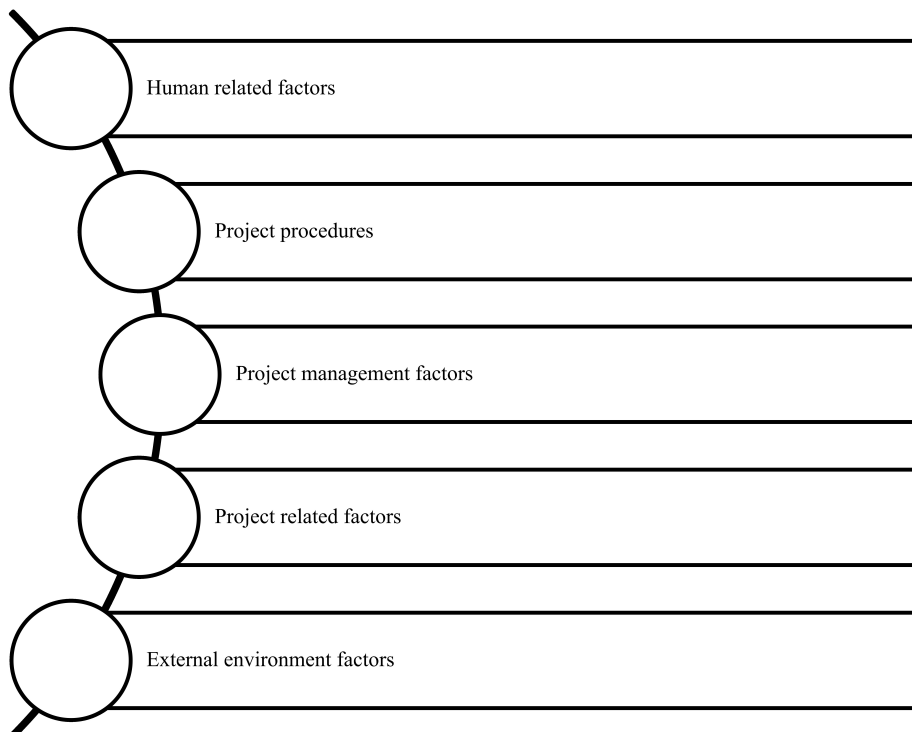 Human related factors
Project procedures
Project management factors
Project related factors
External environment factors